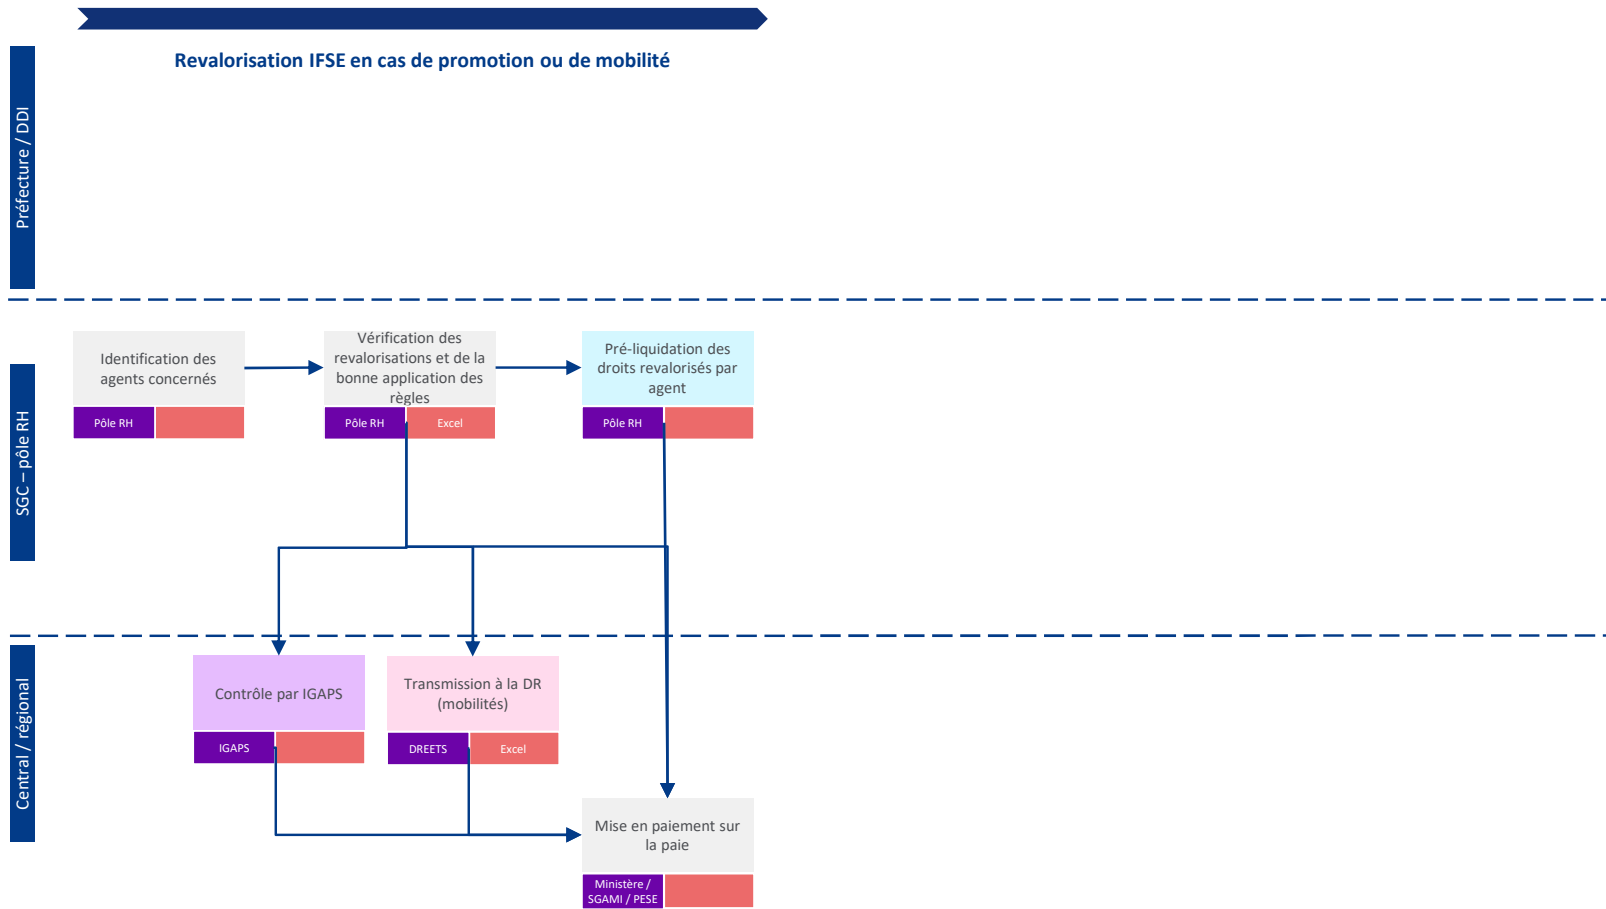 Revalorisation IFSE en cas de promotion ou de mobilité
Préfecture / DDI
SGC – pôle RH
Identification des
agents concernés
Pôle RH
Vérification des
revalorisations et de la
bonne application des
règles
Pôle RH
Excel
Pré-liquidation des
droits revalorisés par
agent
Pôle RH
Central / régional
Contrôle par IGAPS
IGAPS
Transmission à la DR
(mobilités)
DREETS
Excel
Mise en paiement sur
la paie
Ministère /
SGAMI / PESE